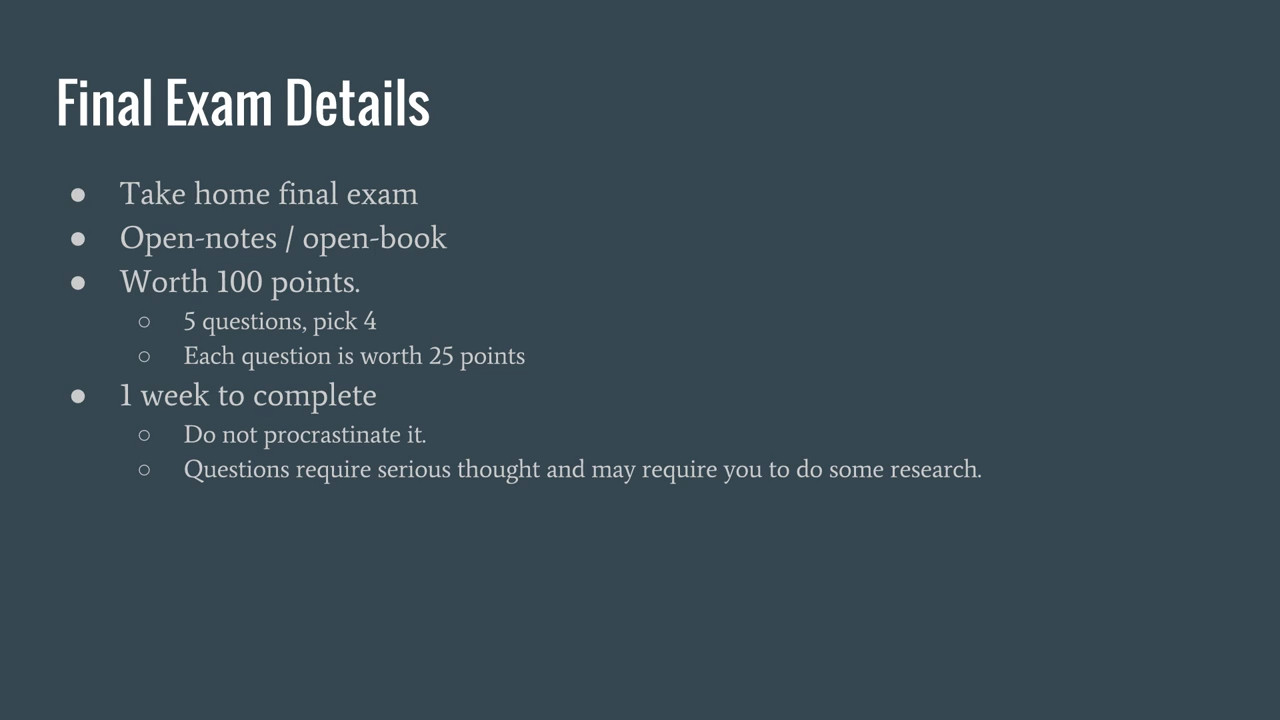 Final Exam Details
● Take home final exam
● Open-notes / open-book
● Worth 100 points.
○ 5 questions, pick 4
○ Each question is worth 25 points
● 1 week to complete
○ Do not procrastinate it.
○ Questions require serious thought and may require you to do some research.